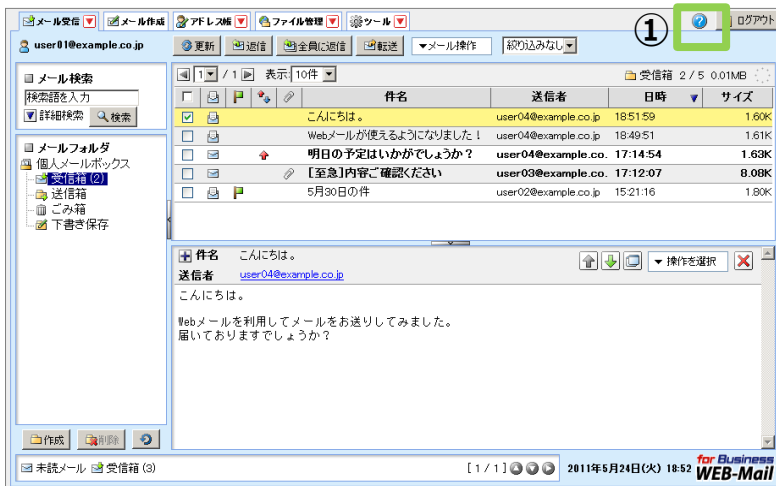 メール受信 メール作成 アドレス帳 ファイル管理 ツール ① ? ログアウト
user01@example.co.jp 更新 返信 全員に返信 転送 ▼メール操作 絞り込みなし
メール検索
検索語を入力
詳細検索 検索
メールフォルダ
個人メールボックス
受信箱(2)
送信箱
ごみ箱
下書き保存
作成 削除
1 / 1 表示: 10件 受信箱 2 / 5 0.01MB
件名 送信者 日時 ▼ サイズ
こんにちは。 user04@example.co.jp 18:51:59 1.60K
Webメールが使えるようになりました! user04@example.co.jp 18:49:51 1.61K
明日の予定はいかがでしょうか? user04@example.co. 17:14:54 1.63K
【至急】内容ご確認ください user03@example.co. 17:12:07 8.08K
5月30日の件 user02@example.co.jp 15:21:16 1.80K
件名 こんにちは。
送信者 user04@example.co.jp
▼ 操作を選択
こんにちは。
Webメールを利用してメールをお送りしてみました。
届いておりますでしょうか?
未読メール 受信箱(3) [1/1] 2011年5月24日(火) 18:52 for Business
WEB-Mail